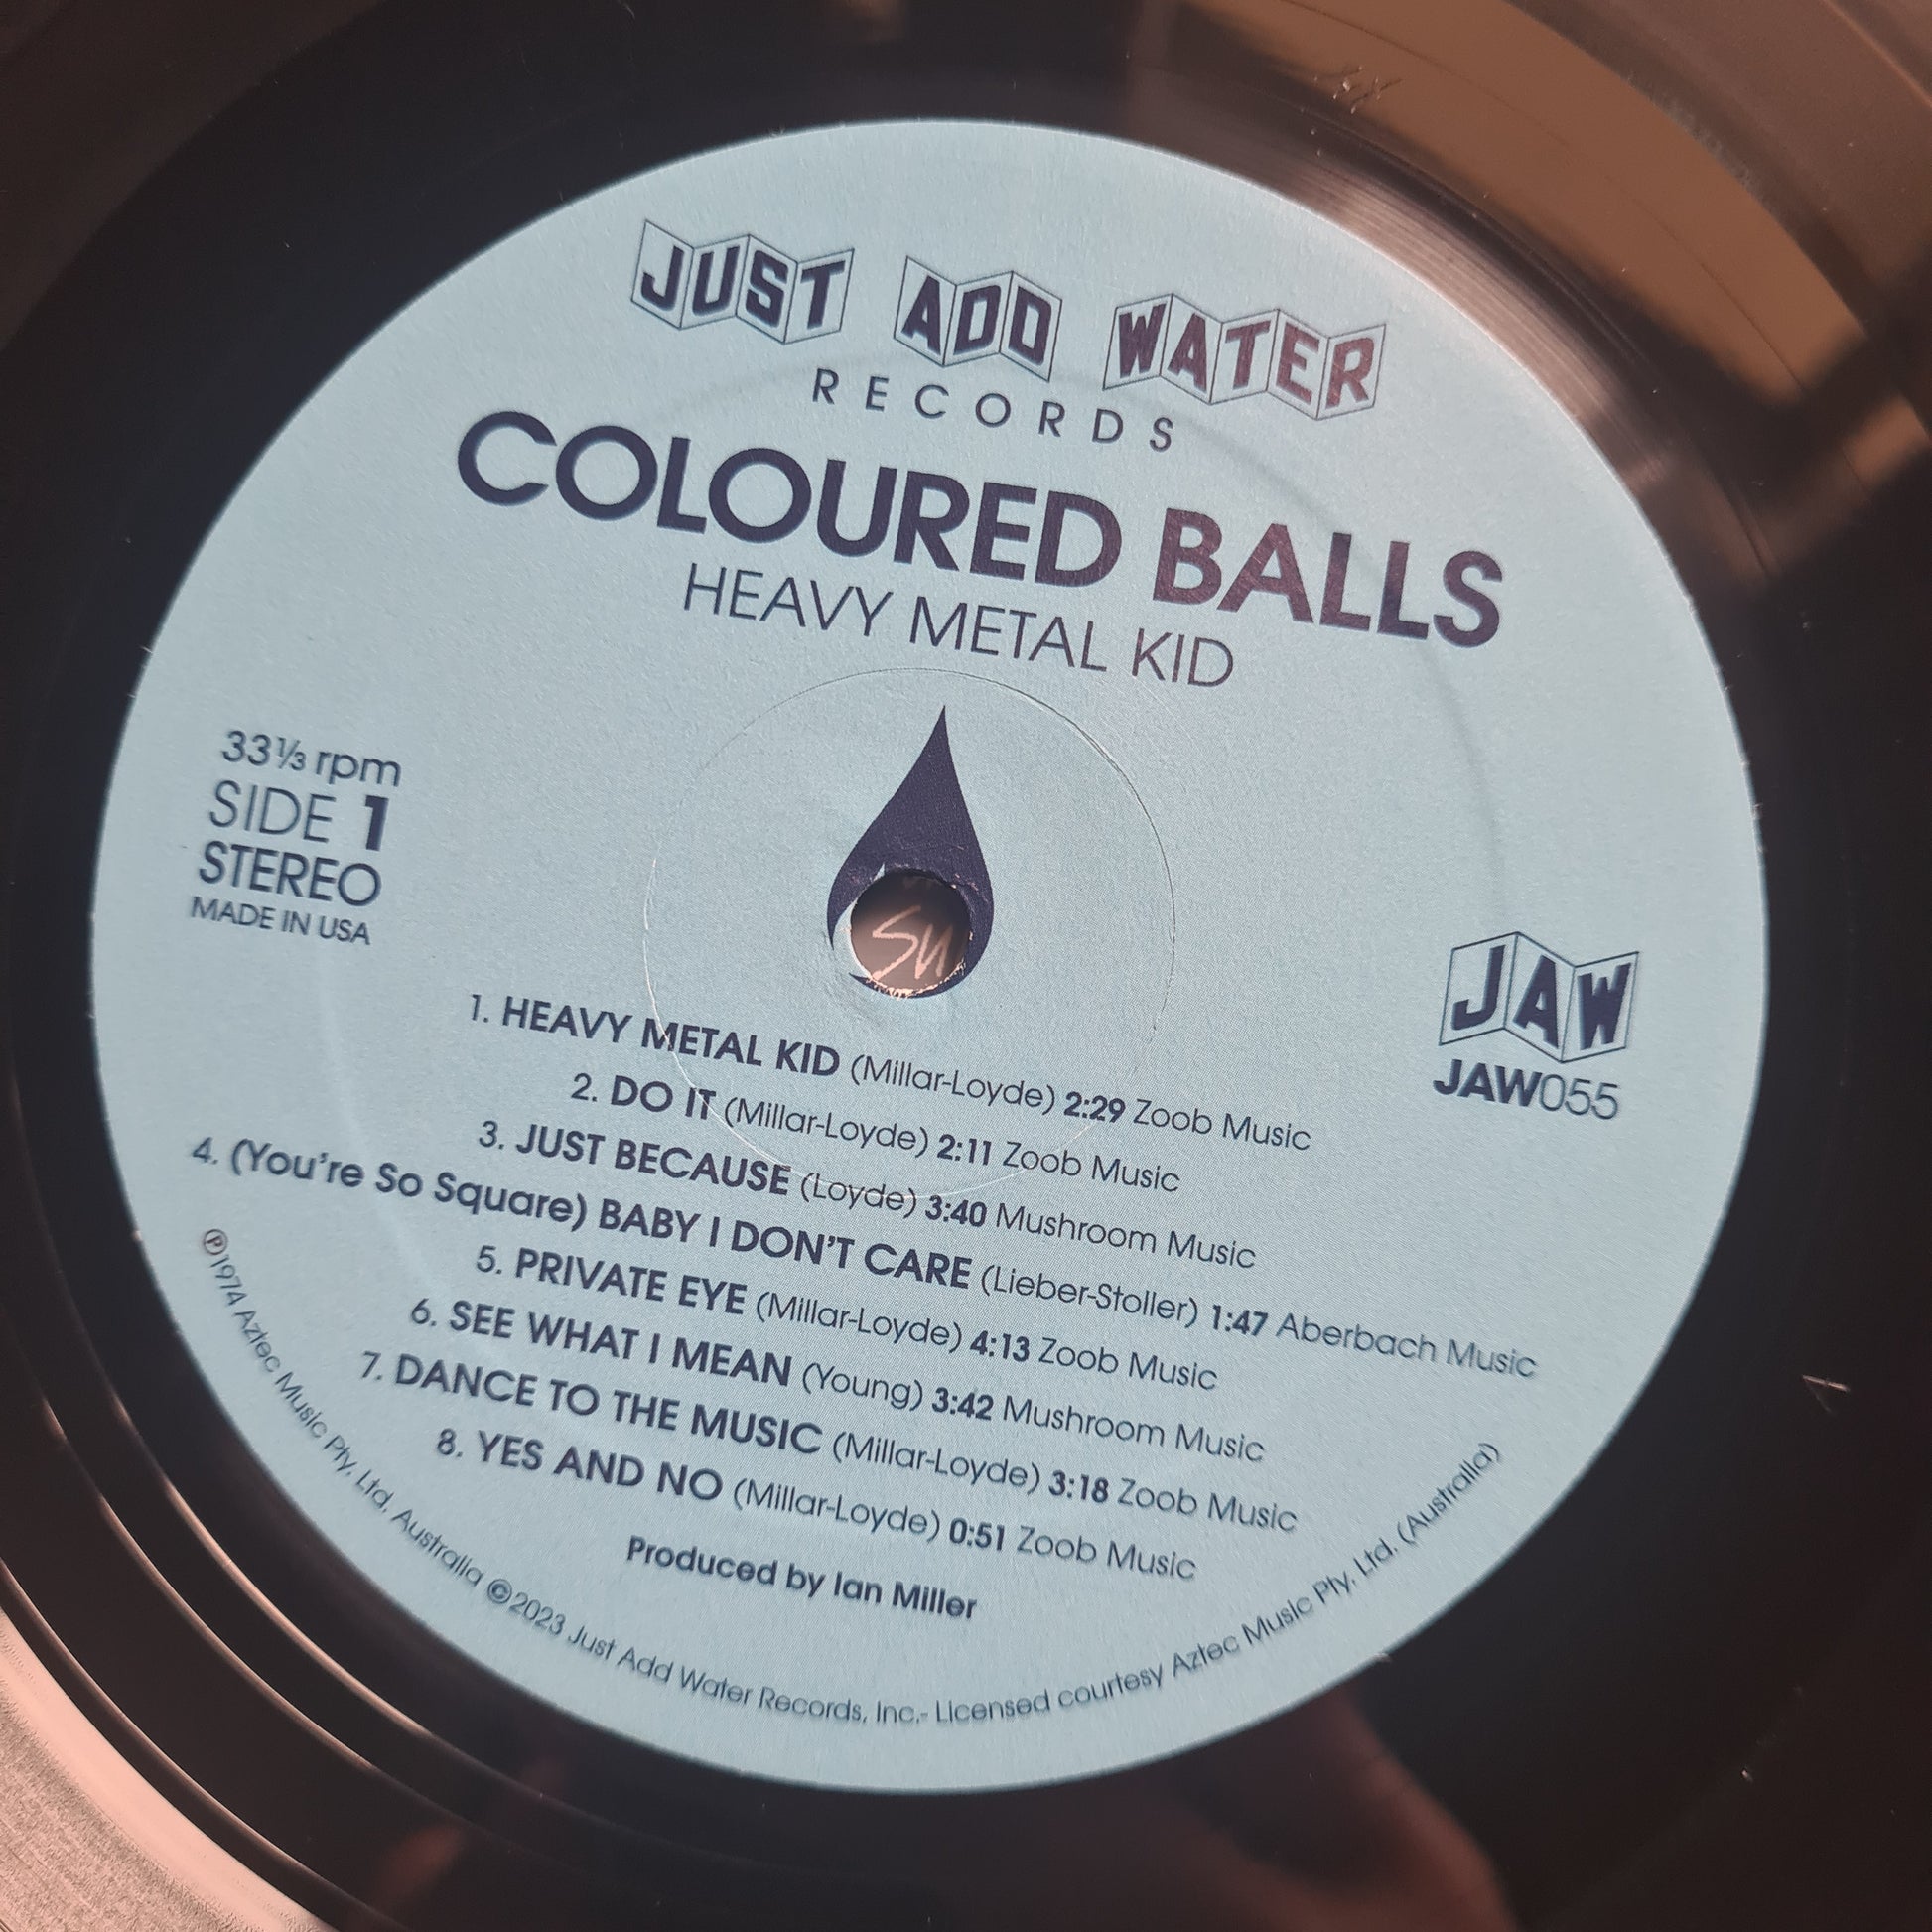 JUST ADD WATER
RECORDS
COLOURED BALLS
HEAVY METAL KID
33⅓ rpm
SIDE 1
STEREO
MADE IN USA
JAW
JAW055
1. HEAVY METAL KID (Millar-Loyde) 2:29 Zoob Music
2. DO IT (Millar-Loyde) 2:11 Zoob Music
3. JUST BECAUSE (Loyde) 3:40 Mushroom Music
4. (You're So Square) BABY I DON'T CARE (Lieber-Stoller) 1:47 Aberbach Music
5. PRIVATE EYE (Millar-Loyde) 4:13 Zoob Music
6. SEE WHAT I MEAN (Young) 3:42 Mushroom Music
7. DANCE TO THE MUSIC (Millar-Loyde) 3:18 Zoob Music
8. YES AND NO (Millar-Loyde) 0:51 Zoob Music
Produced by Ian Miller
℗1974 Aztec Music Pty. Ltd. Australia ©2023 Just Add Water Records, Inc.- Licensed courtesy Aztec Music Pty. Ltd. (Australia)